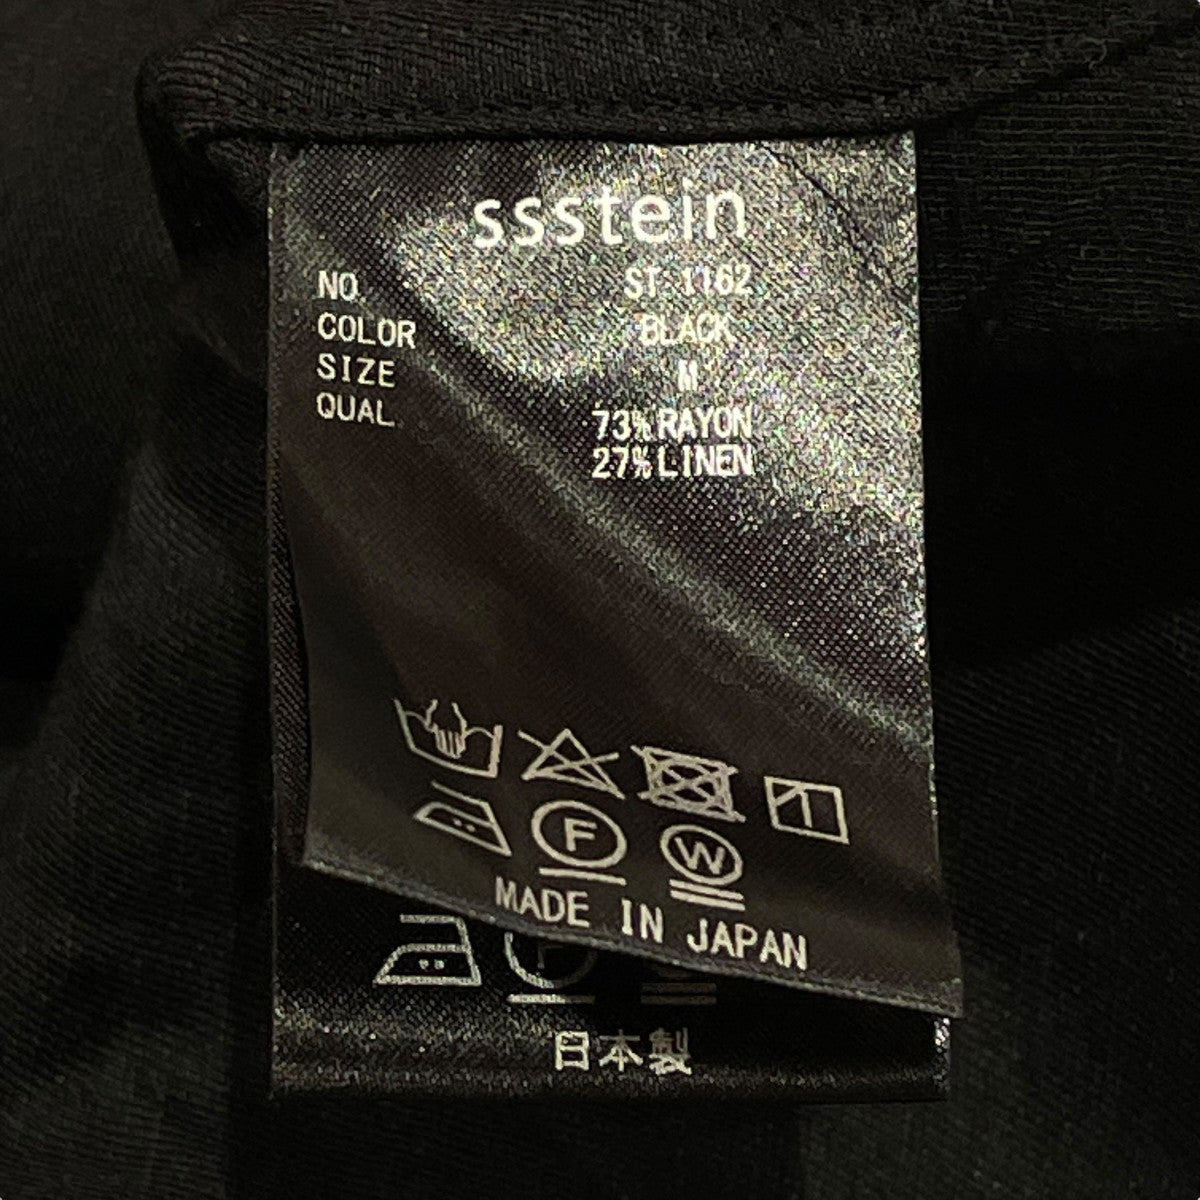 ssstein
NO. ST.1162
COLOR BLACK
SIZE M
QUAL 73%RAYON
27%LINEN
F W
MADE IN JAPAN
F
日本製